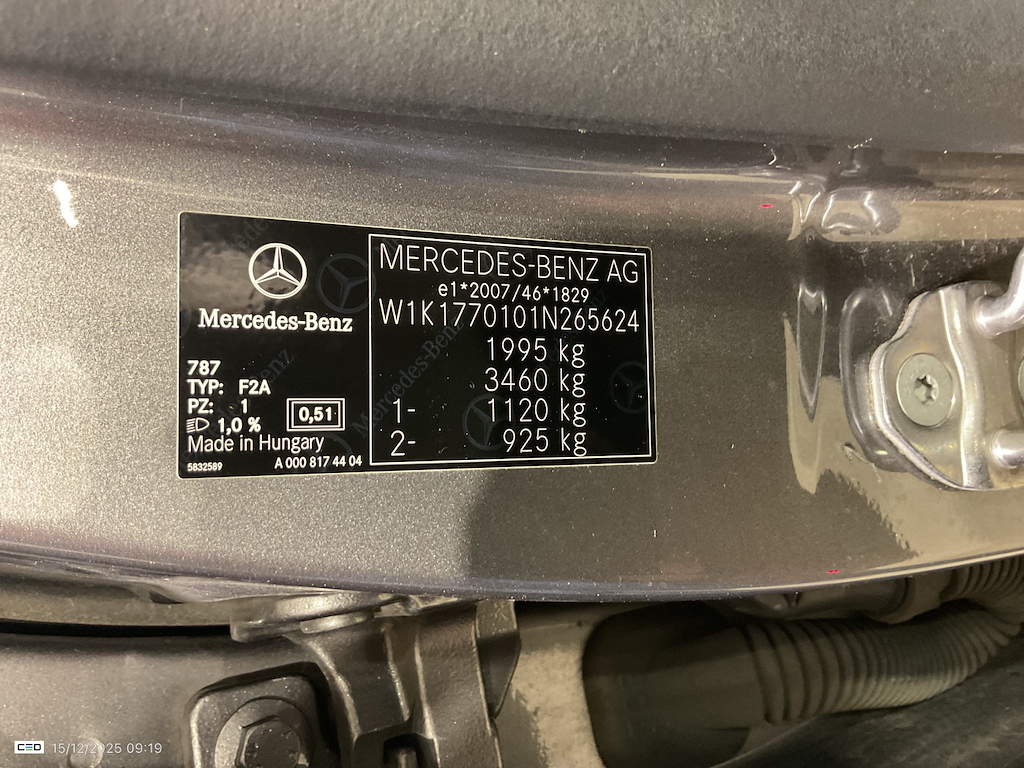 Mercedes-Benz
787
TYP: F2A
PZ: 1
1,0 %
0,51
Made in Hungary
5832589
A 000 817 44 04
MERCEDES-BENZ AG
e1*2007/46*1829
W1K1770101N265624
1995 kg
3460 kg
1- 1120 kg
2- 925 kg
CEO 15/12/2025 09:19